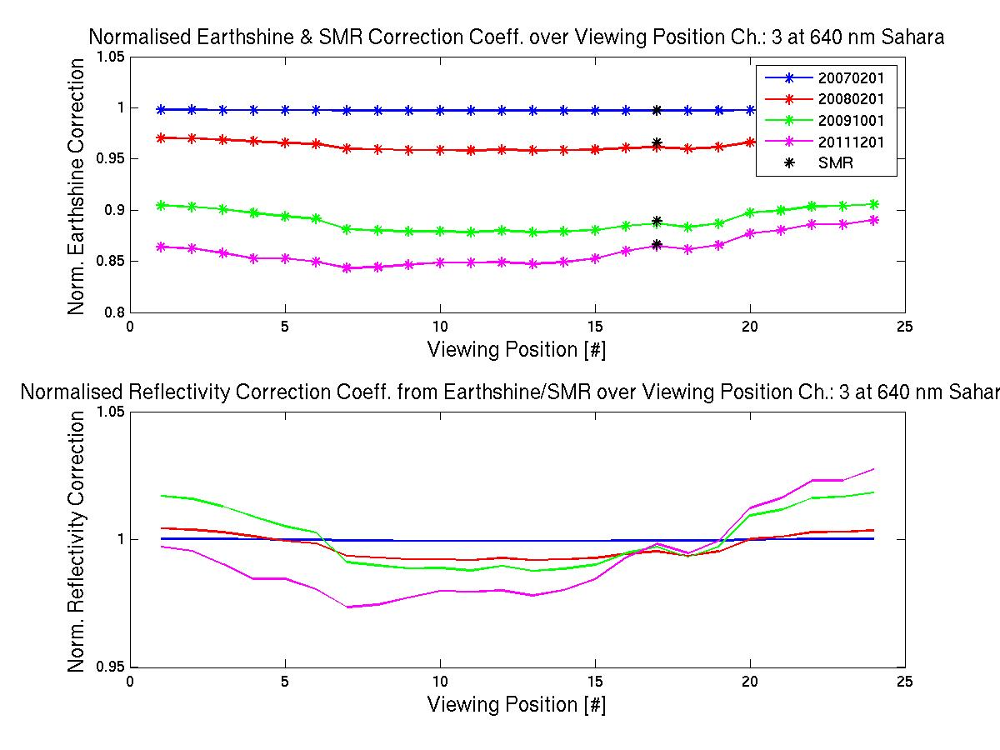 Normalised Earthshine & SMR Correction Coeff. over Viewing Position Ch.: 3 at 640 nm Sahara
Norm. Earthshine Correction
1.05
1
0.95
0.9
0.85
0.8
0 5 10 15 20 25
Viewing Position [#]
20070201
20080201
20091001
20111201
SMR
Normalised Reflectivity Correction Coeff. from Earthshine/SMR over Viewing Position Ch.: 3 at 640 nm Sahar
Norm. Reflectivity Correction
1.05
1
0.95
0 5 10 15 20 25
Viewing Position [#]